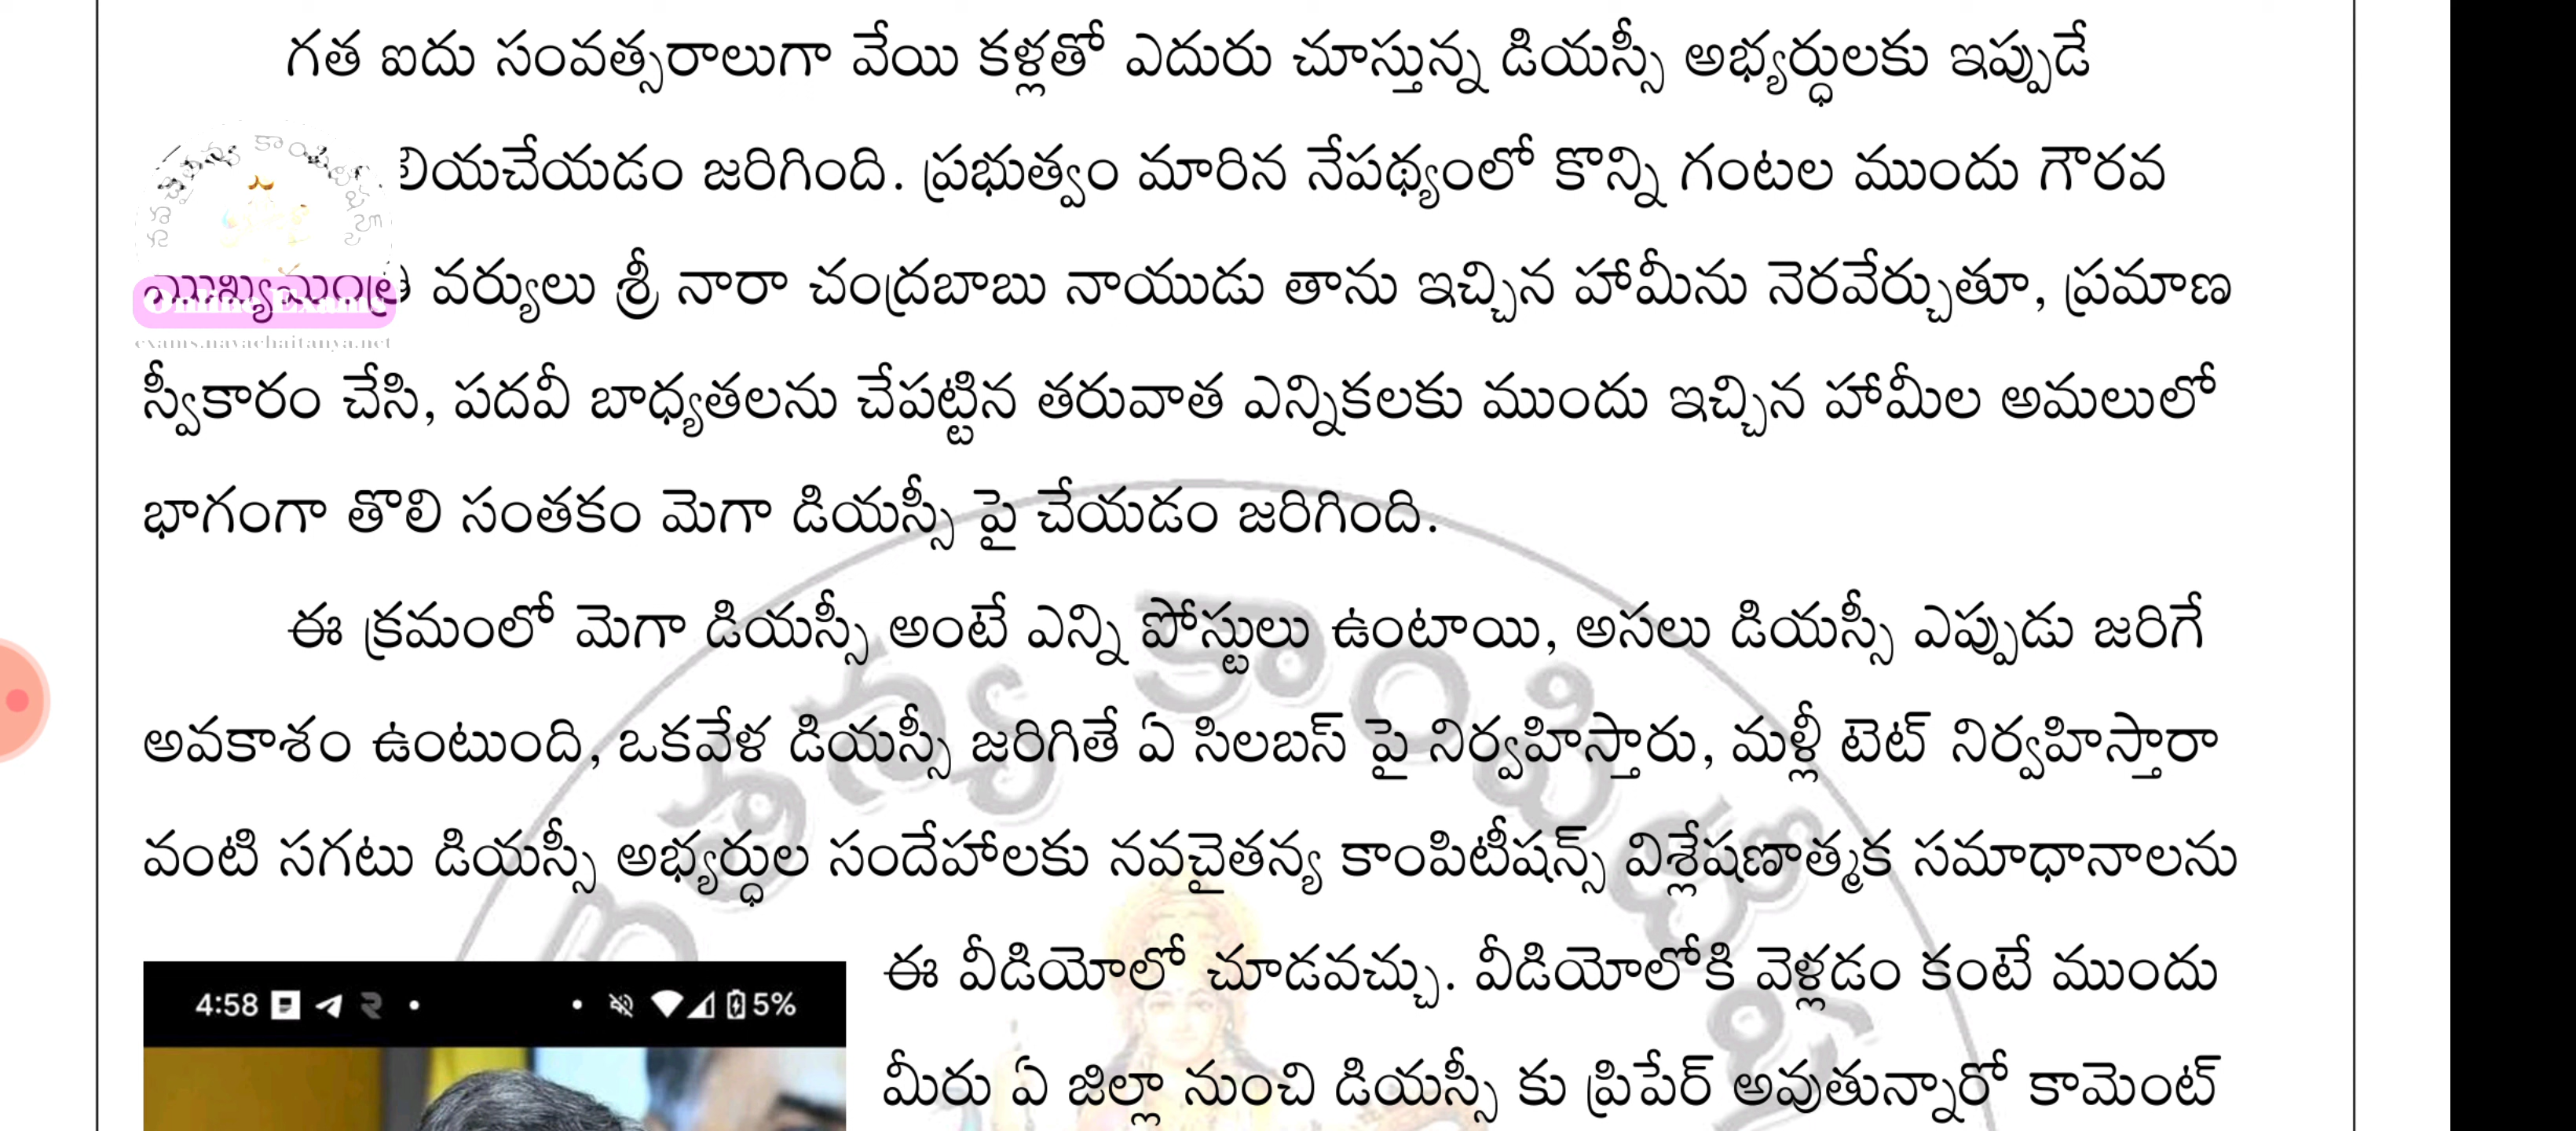 గత ఐదు సంవత్సరాలుగా వేయి కళ్లతో ఎదురు చూస్తున్న డియస్సీ అభ్యర్ధులకు ఇప్పుడే
లియచేయడం జరిగింది. ప్రభుత్వం మారిన నేపథ్యంలో కొన్ని గంటల ముందు గౌరవ
ముఖ్యమంత్రి వర్యులు శ్రీ నారా చంద్రబాబు నాయుడు తాను ఇచ్చిన హామీను నెరవేర్చుతూ, ప్రమాణ
Online Exams
exams.navachaitanya.net
స్వీకారం చేసి, పదవీ బాధ్యతలను చేపట్టిన తరువాత ఎన్నికలకు ముందు ఇచ్చిన హామీల అమలులో
భాగంగా తొలి సంతకం మెగా డియస్సీ పై చేయడం జరిగింది.
ఈ క్రమంలో మెగా డియస్సీ అంటే ఎన్ని పోస్టులు ఉంటాయి, అసలు డియస్సీ ఎప్పుడు జరిగే
అవకాశం ఉంటుంది, ఒకవేళ డియస్సీ జరిగితే ఏ సిలబస్ పై నిర్వహిస్తారు, మళ్లీ టెట్ నిర్వహిస్తారా
వంటి సగటు డియస్సీ అభ్యర్ధుల సందేహాలకు నవచైతన్య కాంపిటీషన్స్ విశ్లేషణాత్మక సమాధానాలను
ఈ వీడియోలో చూడవచ్చు. వీడియోలోకి వెళ్లడం కంటే ముందు
మీరు ఏ జిల్లా నుంచి డియస్సీ కు ప్రిపేర్ అవుతున్నారో కామెంట్
4:58 5%